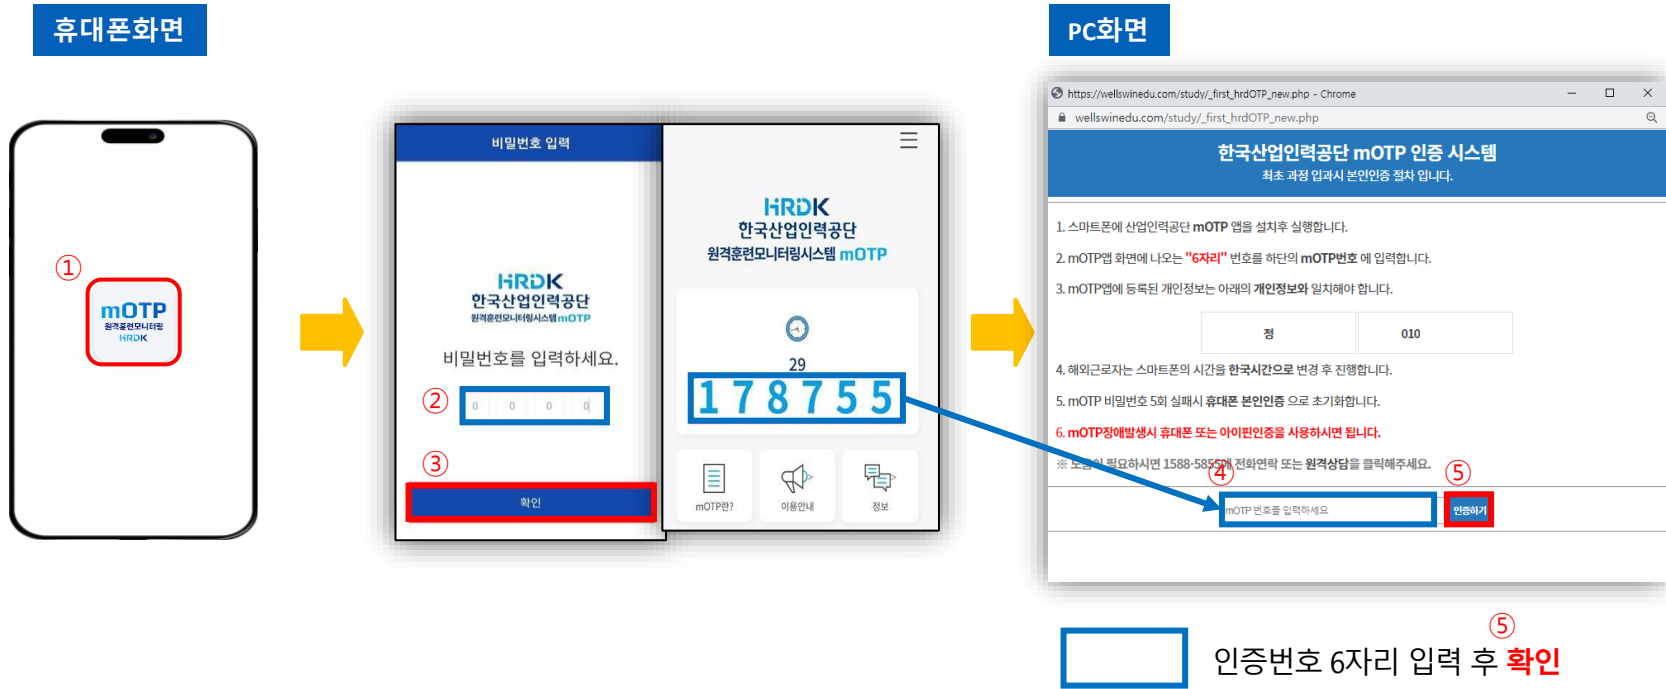 휴대폰화면
①
mOTP
원격훈련모니터링
HRDK
비밀번호 입력
HRDK
한국산업인력공단
원격훈련모니터링시스템 mOTP
비밀번호를 입력하세요.
②
0 0 0 0
③
확인
HRDK
한국산업인력공단
원격훈련모니터링시스템 mOTP
29
178755
mOTP란?
이용안내
정보
PC화면
https://wellswinedu.com/study/_first_hrdOTP_new.php - Chrome
wellswinedu.com/study/_first_hrdOTP_new.php
한국산업인력공단 mOTP 인증 시스템
최초 과정 입과시 본인인증 절차 입니다.
1. 스마트폰에 산업인력공단 mOTP 앱을 설치후 실행합니다.
2. mOTP앱 화면에 나오는 "6자리" 번호를 하단의 mOTP번호 에 입력합니다.
3. mOTP앱에 등록된 개인정보는 아래의 개인정보와 일치해야 합니다.
정 010
4. 해외근로자는 스마트폰의 시간을 한국시간으로 변경 후 진행합니다.
5. mOTP 비밀번호 5회 실패시 휴대폰 본인인증 으로 초기화합니다.
6. mOTP장애발생시 휴대폰 또는 아이핀인증을 사용하시면 됩니다.
※ 도움이 필요하시면 1588-5855에 전화연락 또는 원격상담을 클릭해주세요.
④
⑤
mOTP 번호를 입력하세요
인증하기
⑤
인증번호 6자리 입력 후 확인